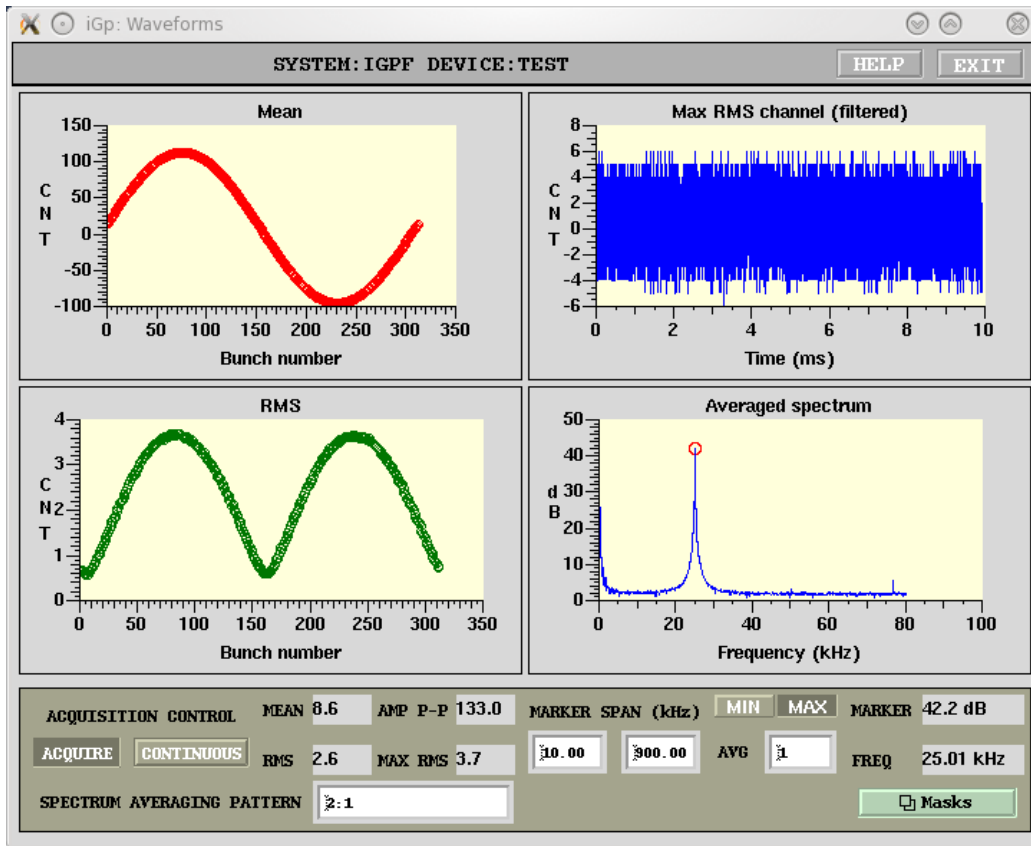 iGp: Waveforms
SYSTEM:IGPF DEVICE:TEST
HELP
EXIT
Mean
150
100
50
0
-50
-100
C
N
T
0 50 100 150 200 250 300 350
Bunch number
Max RMS channel (filtered)
8
6
4
2
0
-2
-4
-6
C
N
T
0 2 4 6 8 10
Time (ms)
RMS
4
3
2
1
0
C
N
T
0 50 100 150 200 250 300 350
Bunch number
Averaged spectrum
50
40
30
20
10
0
d
B
0 20 40 60 80 100
Frequency (kHz)
ACQUISITION CONTROL
ACQUIRE
CONTINUOUS
MEAN 8.6
AMP P-P 133.0
RMS 2.6
MAX RMS 3.7
SPECTRUM AVERAGING PATTERN 2:1
MARKER SPAN (kHz)
10.00
900.00
MIN
MAX
AVG 1
MARKER 42.2 dB
FREQ 25.01 kHz
Masks